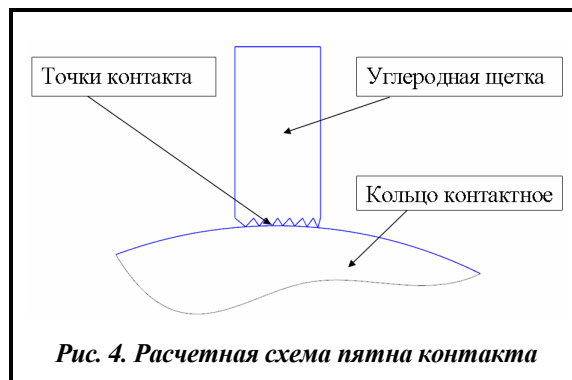 Точки контакта
Углеродная щетка
Кольцо контактное
Рис. 4. Расчетная схема пятна контакта